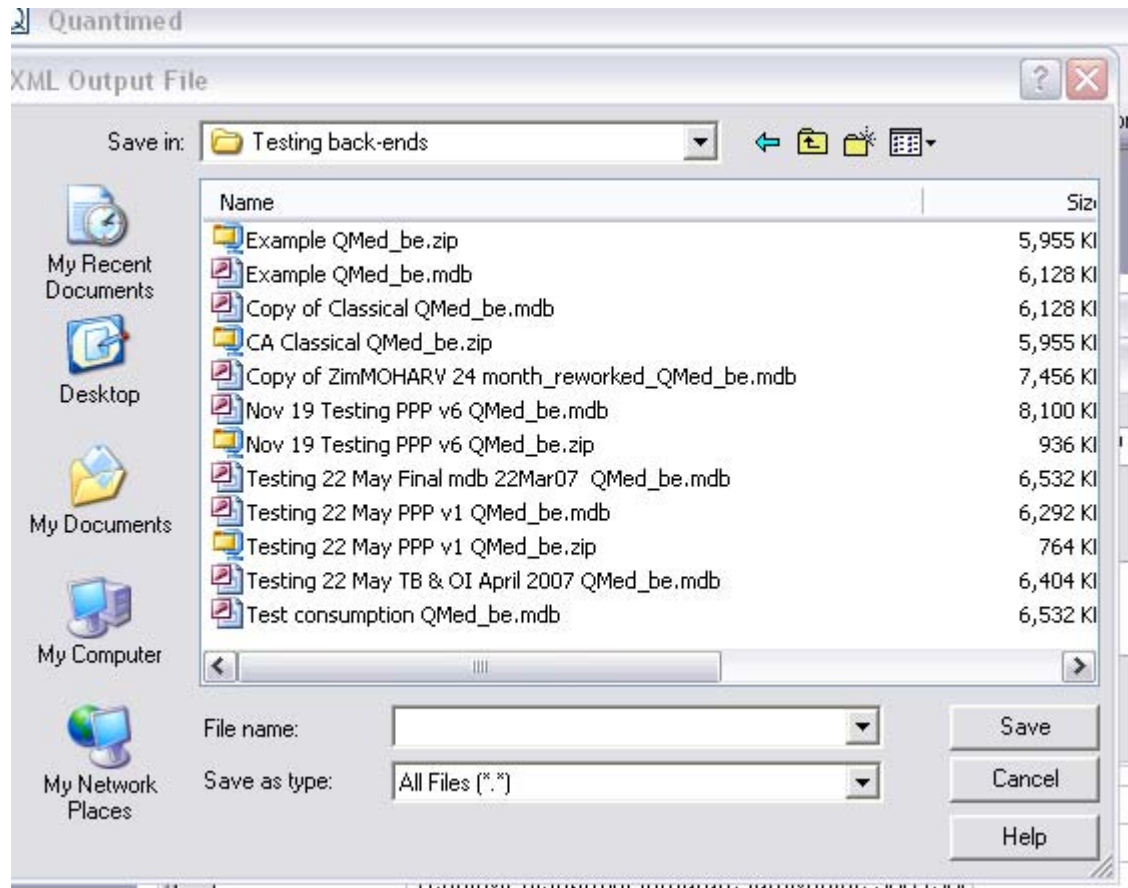 Quantimed
XML Output File
Save in: Testing back-ends
Name Siz
Example QMed_be.zip 5,955 KI
Example QMed_be.mdb 6,128 KI
Copy of Classical QMed_be.mdb 6,128 KI
CA Classical QMed_be.zip 5,955 KI
Copy of ZimMOHARV 24 month_reworked_QMed_be.mdb 7,456 KI
Nov 19 Testing PPP v6 QMed_be.mdb 8,100 KI
Nov 19 Testing PPP v6 QMed_be.zip 936 KI
Testing 22 May Final mdb 22Mar07  QMed_be.mdb 6,532 KI
Testing 22 May PPP v1 QMed_be.mdb 6,292 KI
Testing 22 May PPP v1 QMed_be.zip 764 KI
Testing 22 May TB & OI April 2007 QMed_be.mdb 6,404 KI
Test consumption QMed_be.mdb 6,532 KI
My Recent
Documents
Desktop
My Documents
My Computer
My Network
Places
File name: Save
Save as type: All Files (*.*) Cancel
Help